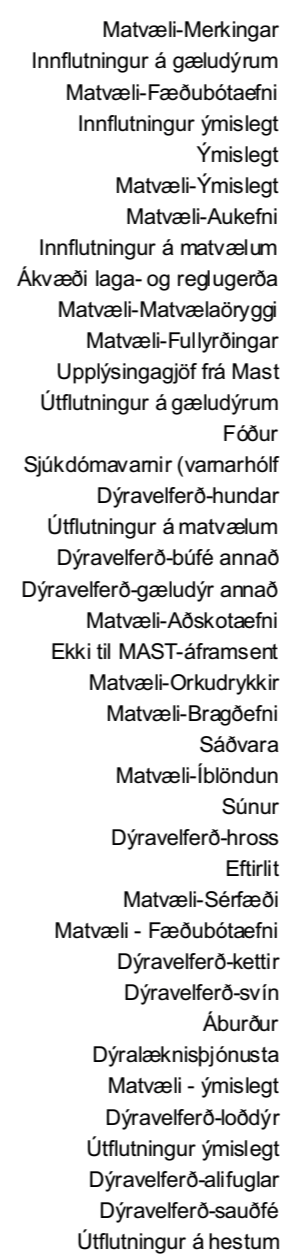 Matvæli-Merkingar
Innflutningur á gæludýrum
Matvæli-Fæðubótaefni
Innflutningur ýmislegt
Ýmislegt
Matvæli-Ýmislegt
Matvæli-Aukefni
Innflutningur á matvælum
Ákvæði laga- og reglugerða
Matvæli-Matvælaöryggi
Matvæli-Fullyrðingar
Upplýsingagjöf frá Mast
Útflutningur á gæludýrum
Fóður
Sjúkdómavarnir (varnarhólf
Dýravelferð-hundar
Útflutningur á matvælum
Dýravelferð-búfé annað
Dýravelferð-gæludýr annað
Matvæli-Aðskotaefni
Ekki til MAST-áframsent
Matvæli-Orkudrykkir
Matvæli-Bragðefni
Sáðvara
Matvæli-Íblöndun
Súnur
Dýravelferð-hross
Eftirlit
Matvæli-Sérfæði
Matvæli - Fæðubótaefni
Dýravelferð-kettir
Dýravelferð-svín
Áburður
Dýralæknisþjónusta
Matvæli - ýmislegt
Dýravelferð-loðdýr
Útflutningur ýmislegt
Dýravelferð-alifuglar
Dýravelferð-sauðfé
Útflutningur á hestum